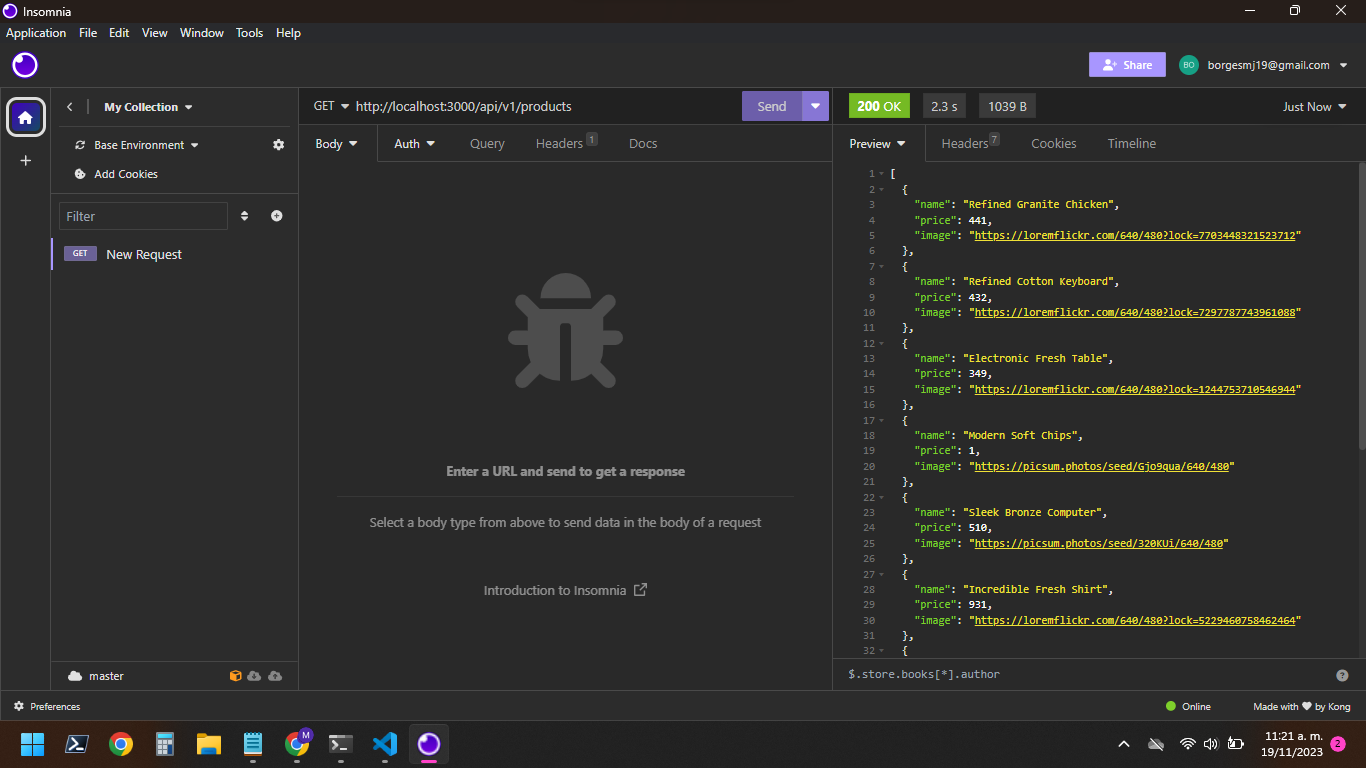 Insomnia
Application File Edit View Window Tools Help
Share
BO
borgesmj19@gmail.com
My Collection
Base Environment
Add Cookies
Filter
GET New Request
master
GET http://localhost:3000/api/v1/products
Send
Body Auth Query Headers 1 Docs
Enter a URL and send to get a response
Select a body type from above to send data in the body of a request
Introduction to Insomnia
200 OK 2.3 s 1039 B Just Now
Preview Headers 7 Cookies Timeline
1 [
2 {
3 "name": "Refined Granite Chicken",
4 "price": 441,
5 "image": "https://loremflickr.com/640/480?lock=7703448321523712"
6 },
7 {
8 "name": "Refined Cotton Keyboard",
9 "price": 432,
10 "image": "https://loremflickr.com/640/480?lock=7297787743961088"
11 },
12 {
13 "name": "Electronic Fresh Table",
14 "price": 349,
15 "image": "https://loremflickr.com/640/480?lock=1244753710546944"
16 },
17 {
18 "name": "Modern Soft Chips",
19 "price": 1,
20 "image": "https://picsum.photos/seed/Gjo9qua/640/480"
21 },
22 {
23 "name": "Sleek Bronze Computer",
24 "price": 510,
25 "image": "https://picsum.photos/seed/320KUi/640/480"
26 },
27 {
28 "name": "Incredible Fresh Shirt",
29 "price": 931,
30 "image": "https://loremflickr.com/640/480?lock=5229460758462464"
31 },
32 {
$.store.books[*].author
Preferences
Online
Made with ♥ by Kong
M
11:21 a. m.
19/11/2023
2